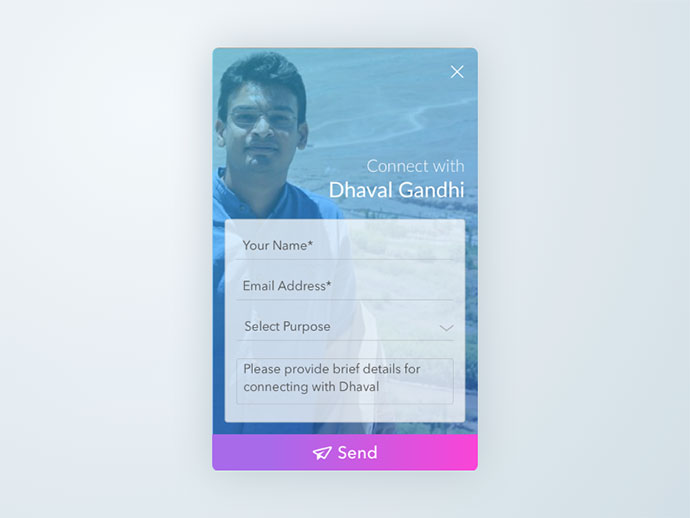 Connect with
Dhaval Gandhi
Your Name*
Email Address*
Select Purpose
Please provide brief details for
connecting with Dhaval
Send